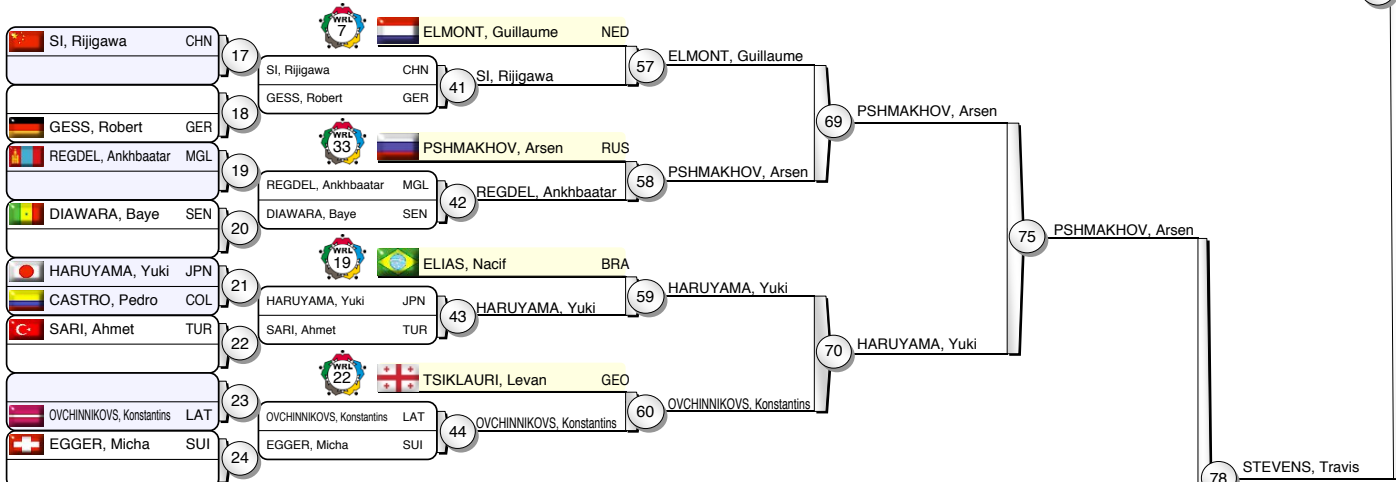 WRL
7
ELMONT, Guillaume NED
SI, Rijigawa CHN
17
SI, Rijigawa CHN
GESS, Robert GER
41
SI, Rijigawa
57
ELMONT, Guillaume
18
GESS, Robert GER
69
PSHMAKHOV, Arsen
WRL
33
PSHMAKHOV, Arsen RUS
REGDEL, Ankhbaatar MGL
19
REGDEL, Ankhbaatar MGL
DIAWARA, Baye SEN
42
REGDEL, Ankhbaatar
58
PSHMAKHOV, Arsen
DIAWARA, Baye SEN
20
75
PSHMAKHOV, Arsen
WRL
19
ELIAS, Nacif BRA
HARUYAMA, Yuki JPN
CASTRO, Pedro COL
21
HARUYAMA, Yuki JPN
SARI, Ahmet TUR
43
HARUYAMA, Yuki
59
HARUYAMA, Yuki
SARI, Ahmet TUR
22
70
HARUYAMA, Yuki
WRL
22
TSIKLAURI, Levan GEO
23
OVCHINNIKOVS, Konstantins LAT
OVCHINNIKOVS, Konstantins LAT
EGGER, Micha SUI
44
OVCHINNIKOVS, Konstantins
60
OVCHINNIKOVS, Konstantins
EGGER, Micha SUI
24
78
STEVENS, Travis